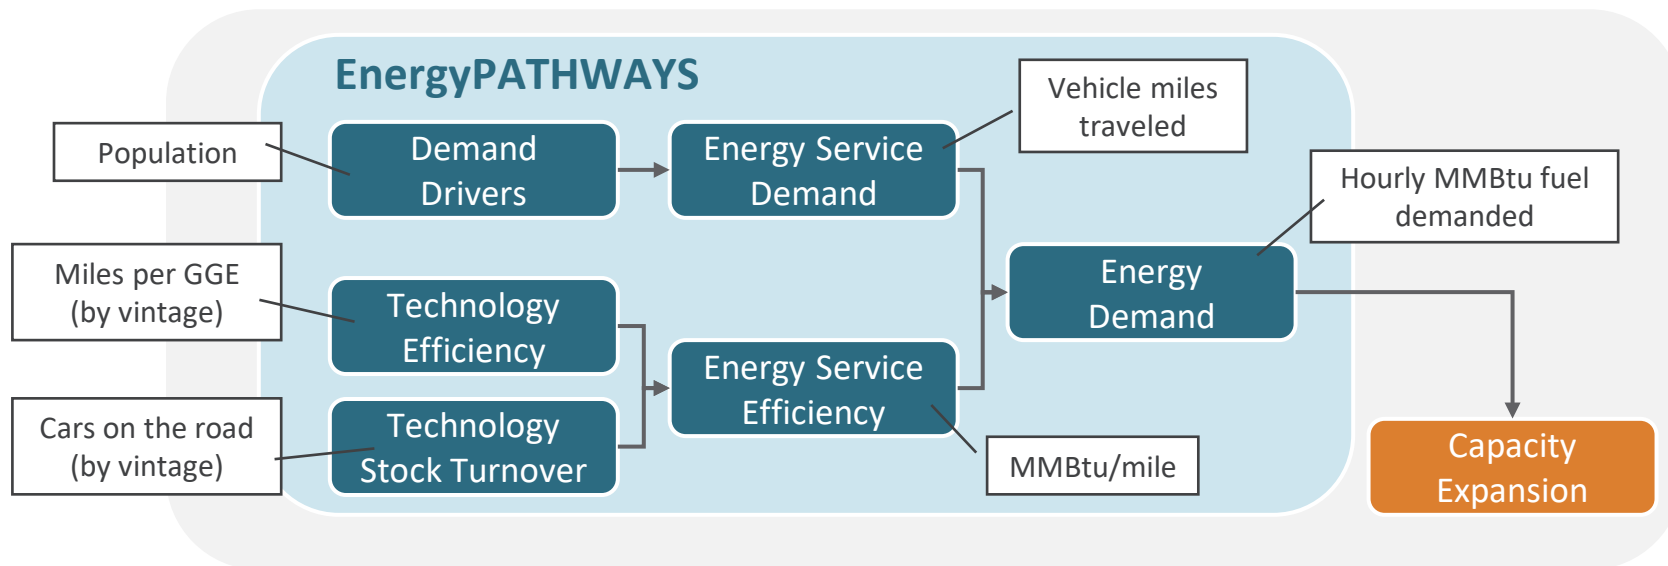 EnergyPATHWAYS
Population
Demand
Drivers
Energy Service
Demand
Vehicle miles
traveled
Hourly MMBtu fuel
demanded
Miles per GGE
(by vintage)
Technology
Efficiency
Energy
Demand
Energy Service
Efficiency
Cars on the road
(by vintage)
Technology
Stock Turnover
MMBtu/mile
Capacity
Expansion